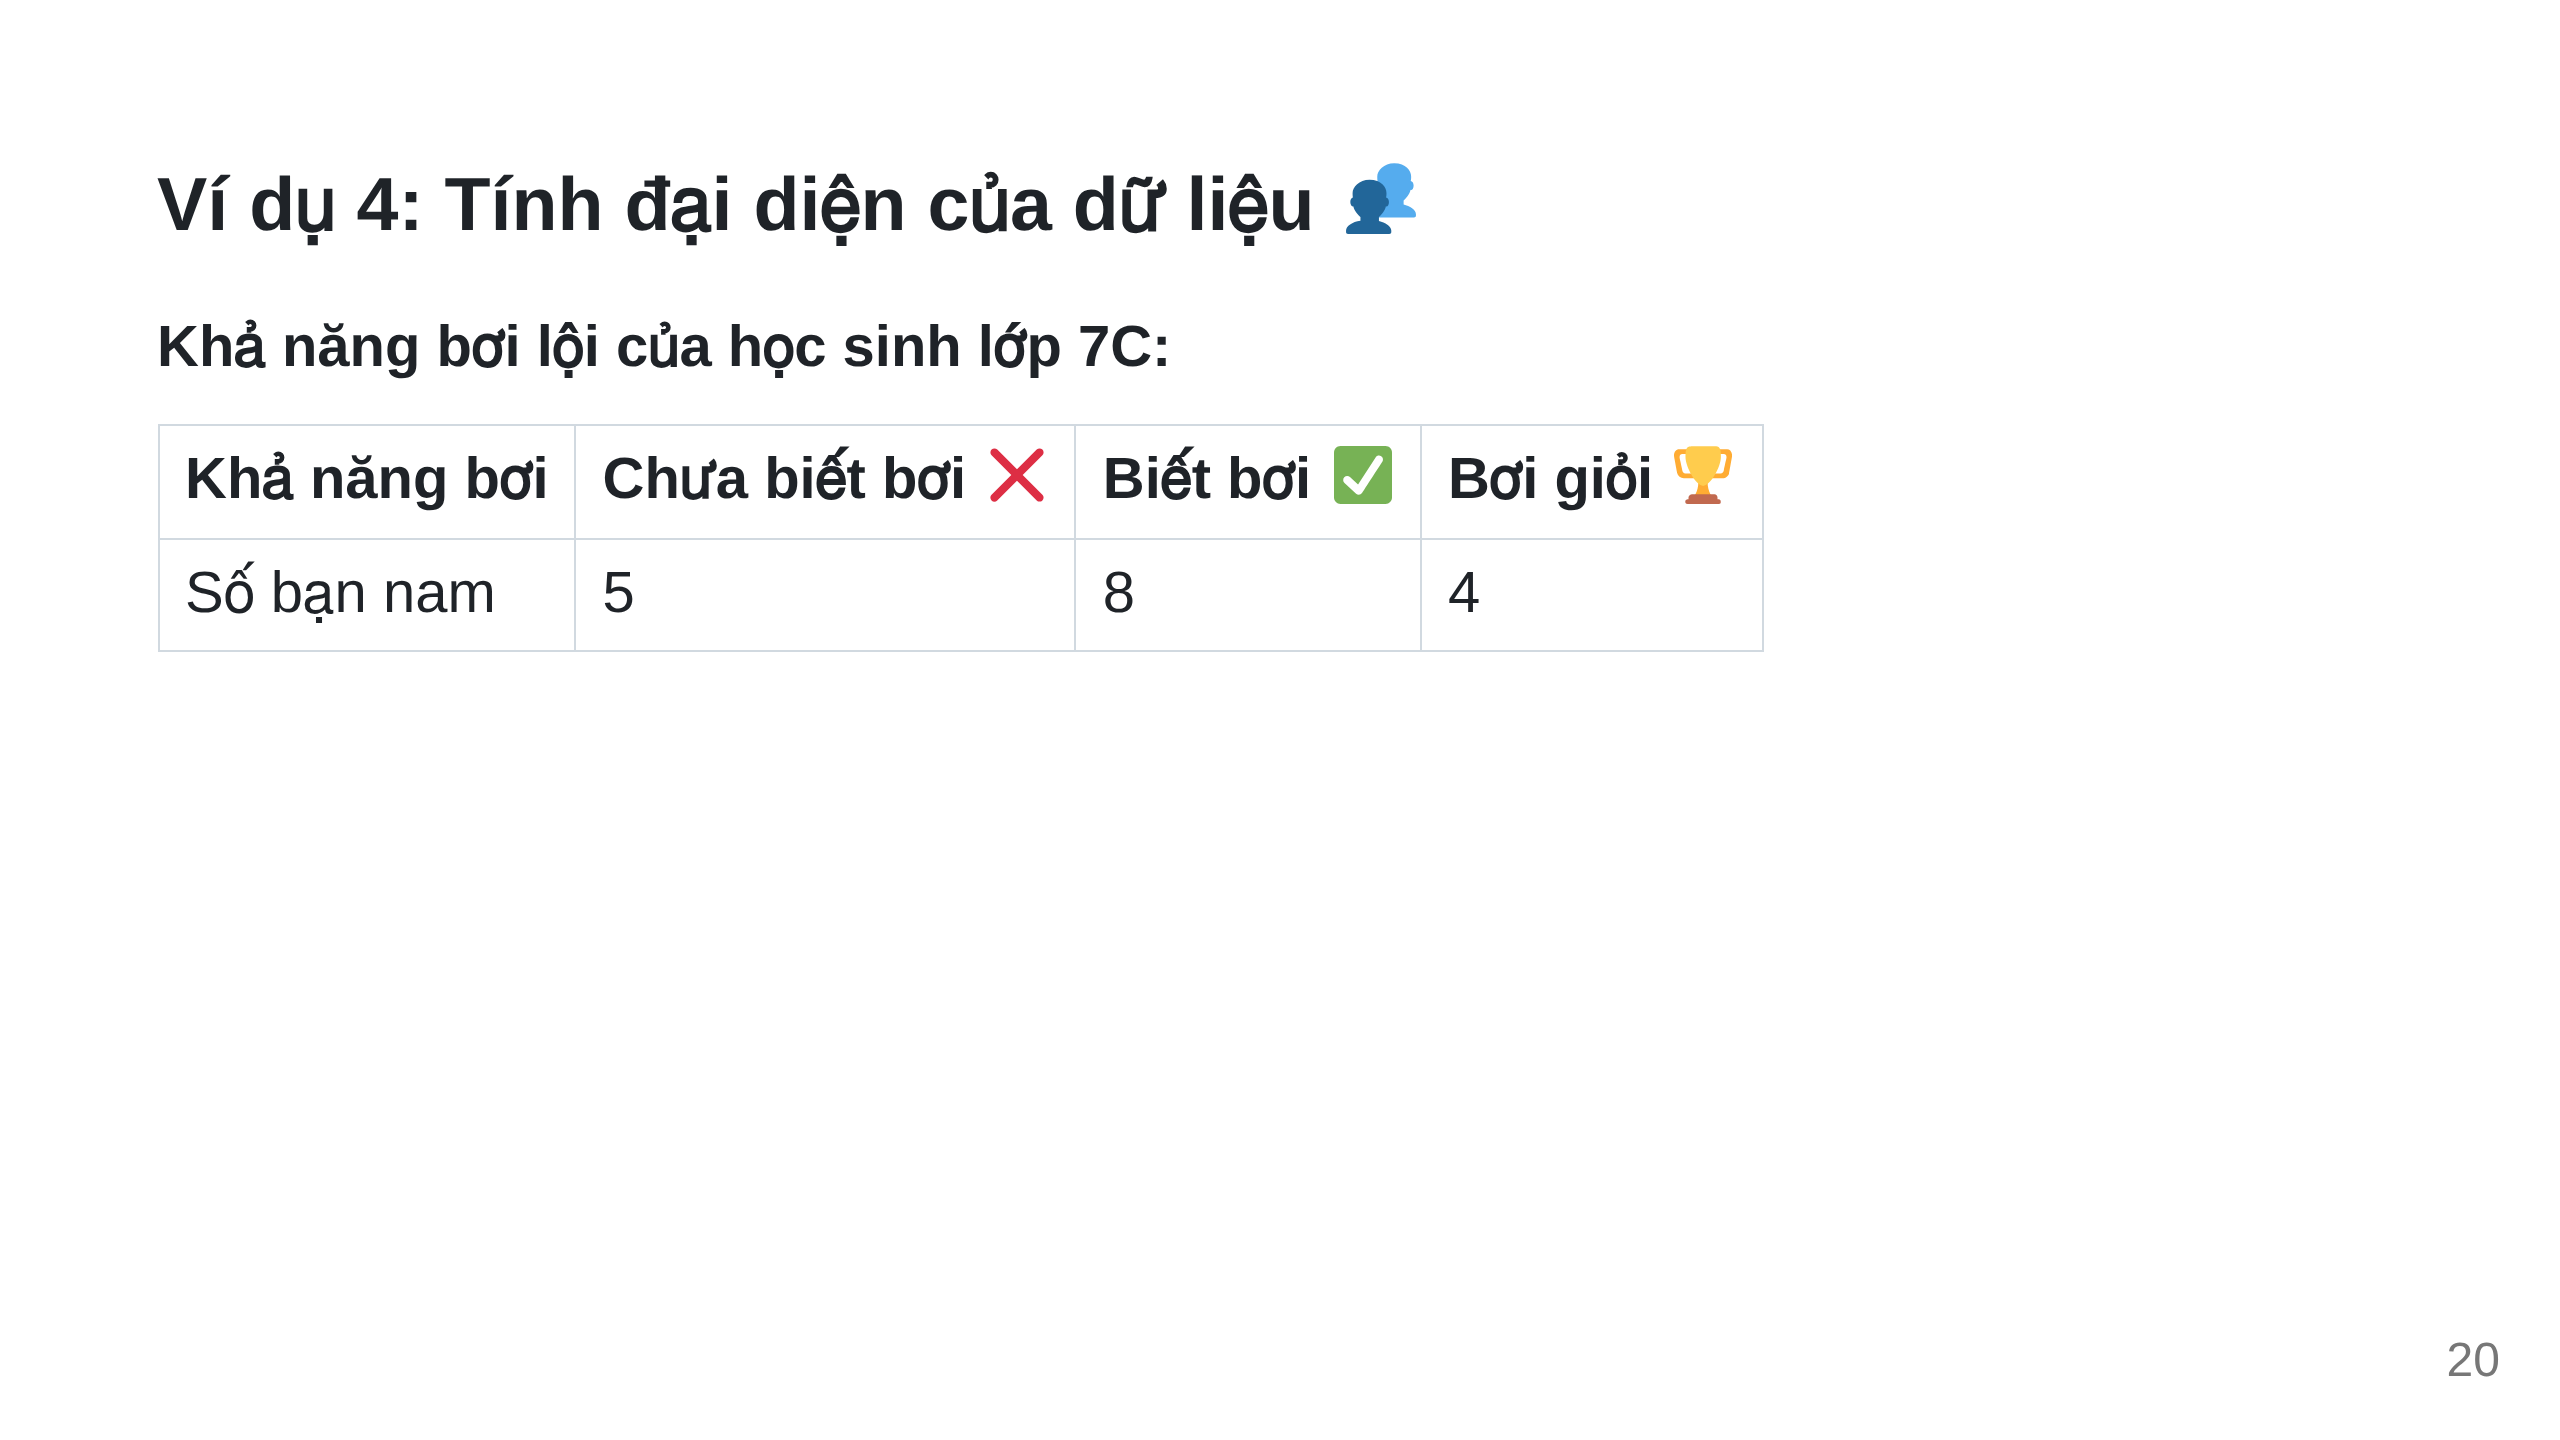 Ví dụ 4: Tính đại diện của dữ liệu 👥
Khả năng bơi lội của học sinh lớp 7C:
Khả năng bơi Chưa biết bơi ❌ Biết bơi ✅ Bơi giỏi 🏆
Số bạn nam 5 8 4
20